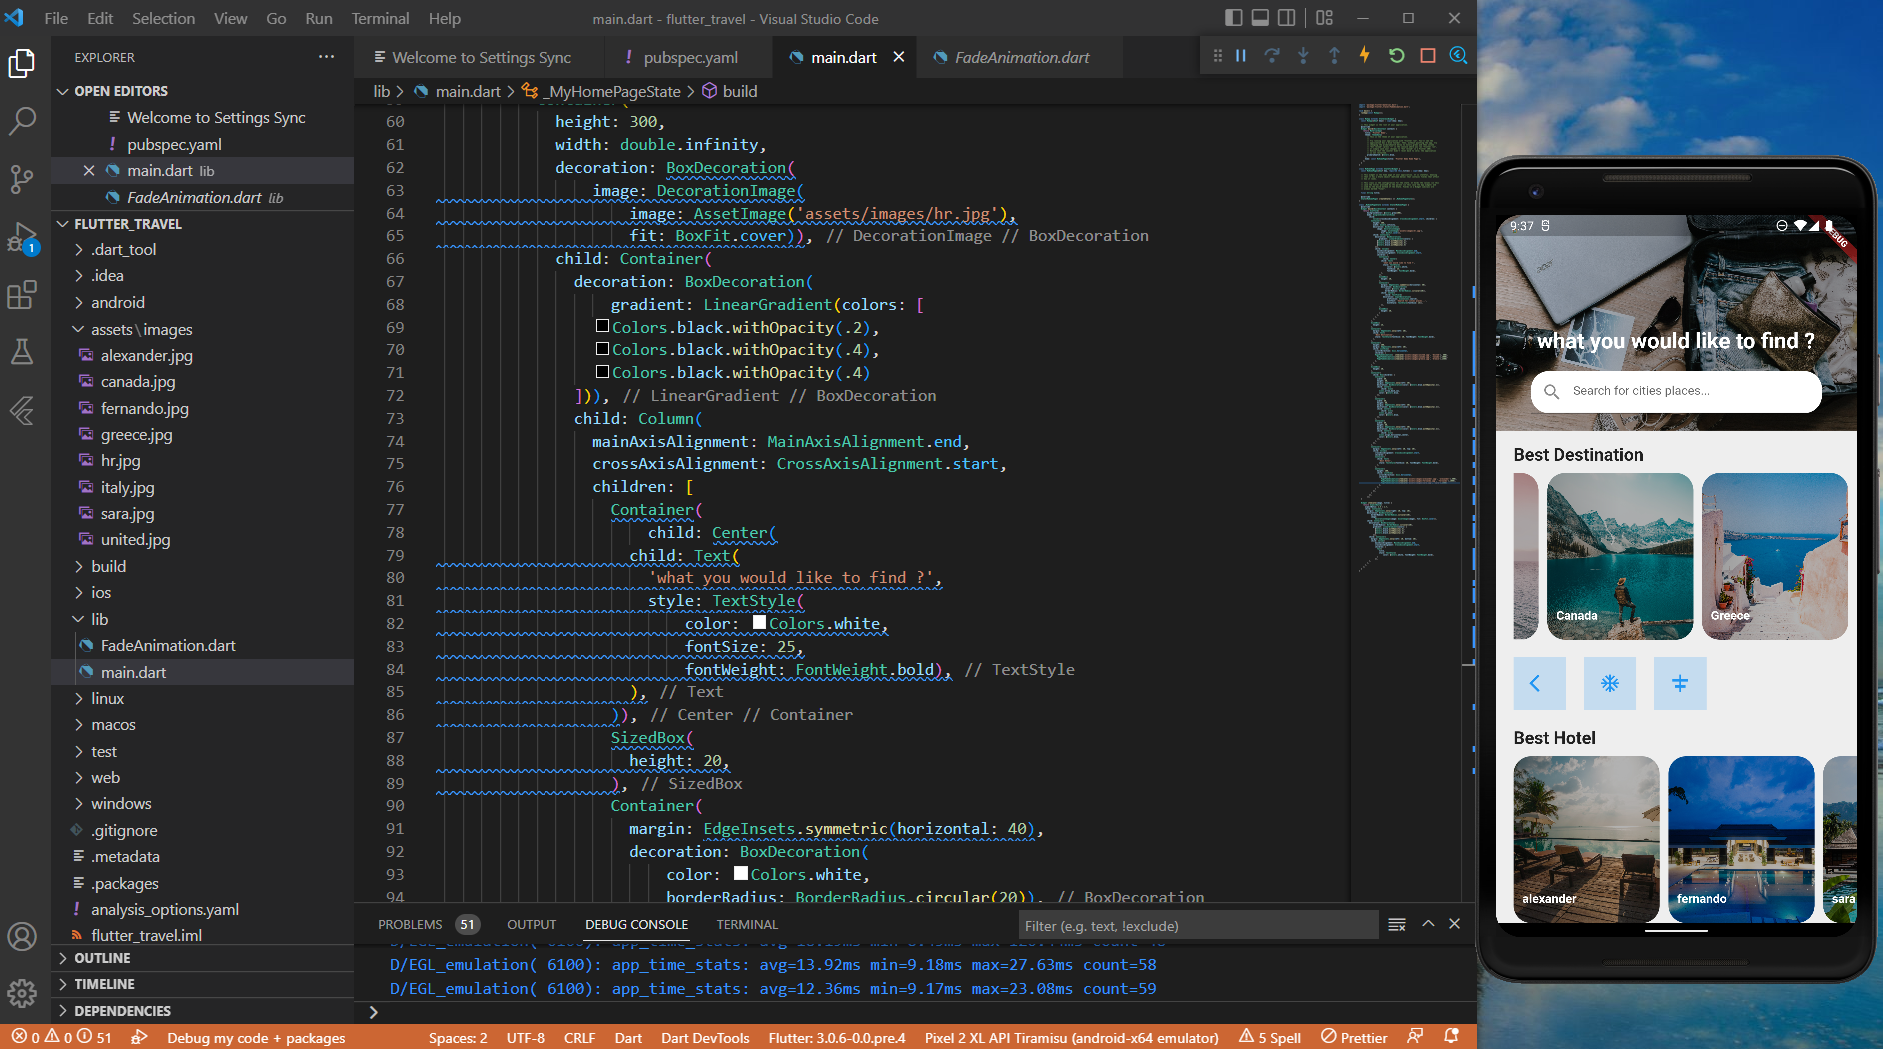 File Edit Selection View Go Run Terminal Help
main.dart - flutter_travel - Visual Studio Code
EXPLORER
OPEN EDITORS
Welcome to Settings Sync
! pubspec.yaml
main.dart lib
FadeAnimation.dart lib
FLUTTER_TRAVEL
.dart_tool
.idea
android
assets\images
alexander.jpg
canada.jpg
fernando.jpg
greece.jpg
hr.jpg
italy.jpg
sara.jpg
united.jpg
build
ios
lib
FadeAnimation.dart
main.dart
linux
macos
test
web
windows
.gitignore
.metadata
.packages
! analysis_options.yaml
flutter_travel.iml
OUTLINE
TIMELINE
DEPENDENCIES
1
Welcome to Settings Sync
! pubspec.yaml
main.dart
FadeAnimation.dart
lib > main.dart > _MyHomePageState > build
60 height: 300,
61 width: double.infinity,
62 decoration: BoxDecoration(
63 image: DecorationImage(
64 image: AssetImage('assets/images/hr.jpg'),
65 fit: BoxFit.cover)), // DecorationImage // BoxDecoration
66 child: Container(
67 decoration: BoxDecoration(
68 gradient: LinearGradient(colors: [
69 Colors.black.withOpacity(.2),
70 Colors.black.withOpacity(.4),
71 Colors.black.withOpacity(.4)
72 ])), // LinearGradient // BoxDecoration
73 child: Column(
74 mainAxisAlignment: MainAxisAlignment.end,
75 crossAxisAlignment: CrossAxisAlignment.start,
76 children: [
77 Container(
78 child: Center(
79 child: Text(
80 'what you would like to find ?',
81 style: TextStyle(
82 color: Colors.white,
83 fontSize: 25,
84 fontWeight: FontWeight.bold), // TextStyle
85 ), // Text
86 )), // Center // Container
87 SizedBox(
88 height: 20,
89 ), // SizedBox
90 Container(
91 margin: EdgeInsets.symmetric(horizontal: 40),
92 decoration: BoxDecoration(
93 color: Colors.white,
94 borderRadius: BorderRadius.circular(20)), // BoxDecoration
PROBLEMS 51 OUTPUT DEBUG CONSOLE TERMINAL
Filter (e.g. text, !exclude)
D/EGL_emulation( 6100): app_time_stats: avg=13.92ms min=9.18ms max=27.63ms count=58
D/EGL_emulation( 6100): app_time_stats: avg=12.36ms min=9.17ms max=23.08ms count=59
>
0 0 51 Debug my code + packages
Spaces: 2 UTF-8 CRLF Dart Dart DevTools Flutter: 3.0.6-0.0.pre.4 Pixel 2 XL API Tiramisu (android-x64 emulator) 5 Spell Prettier
9:37
what you would like to find ?
Search for cities places...
Best Destination
Canada
Greece
Best Hotel
alexander
fernando
sara